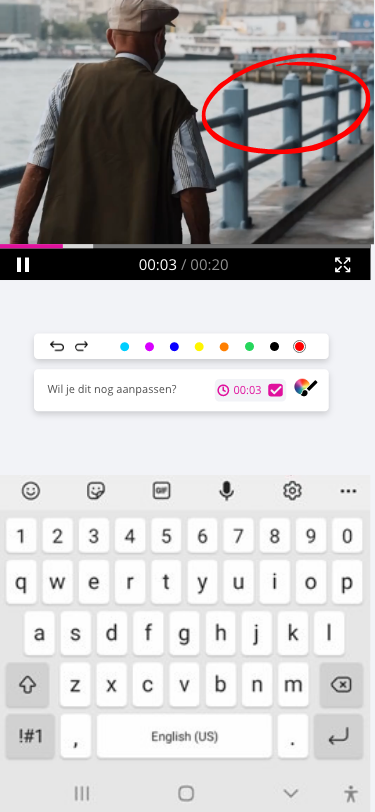 00:03 / 00:20
Wil je dit nog aanpassen?
00:03
GIF
1 2 3 4 5 6 7 8 9 0
q w e r t y u i o p
a s d f g h j k l
z x c v b n m
!#1 , English (US) .